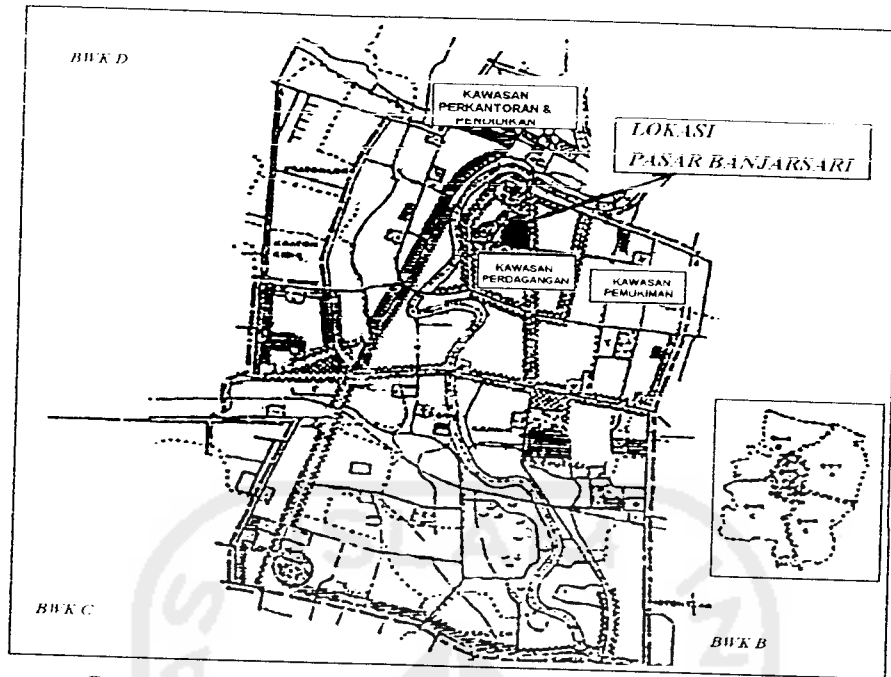 BWK D
KAWASAN
PERKANTORAN &
PENDIDIKAN
LOKASI
PASAR BANJARSARI
KAWASAN
PERDAGANGAN
KAWASAN
PEMUKIMAN
BWK C
BWK B